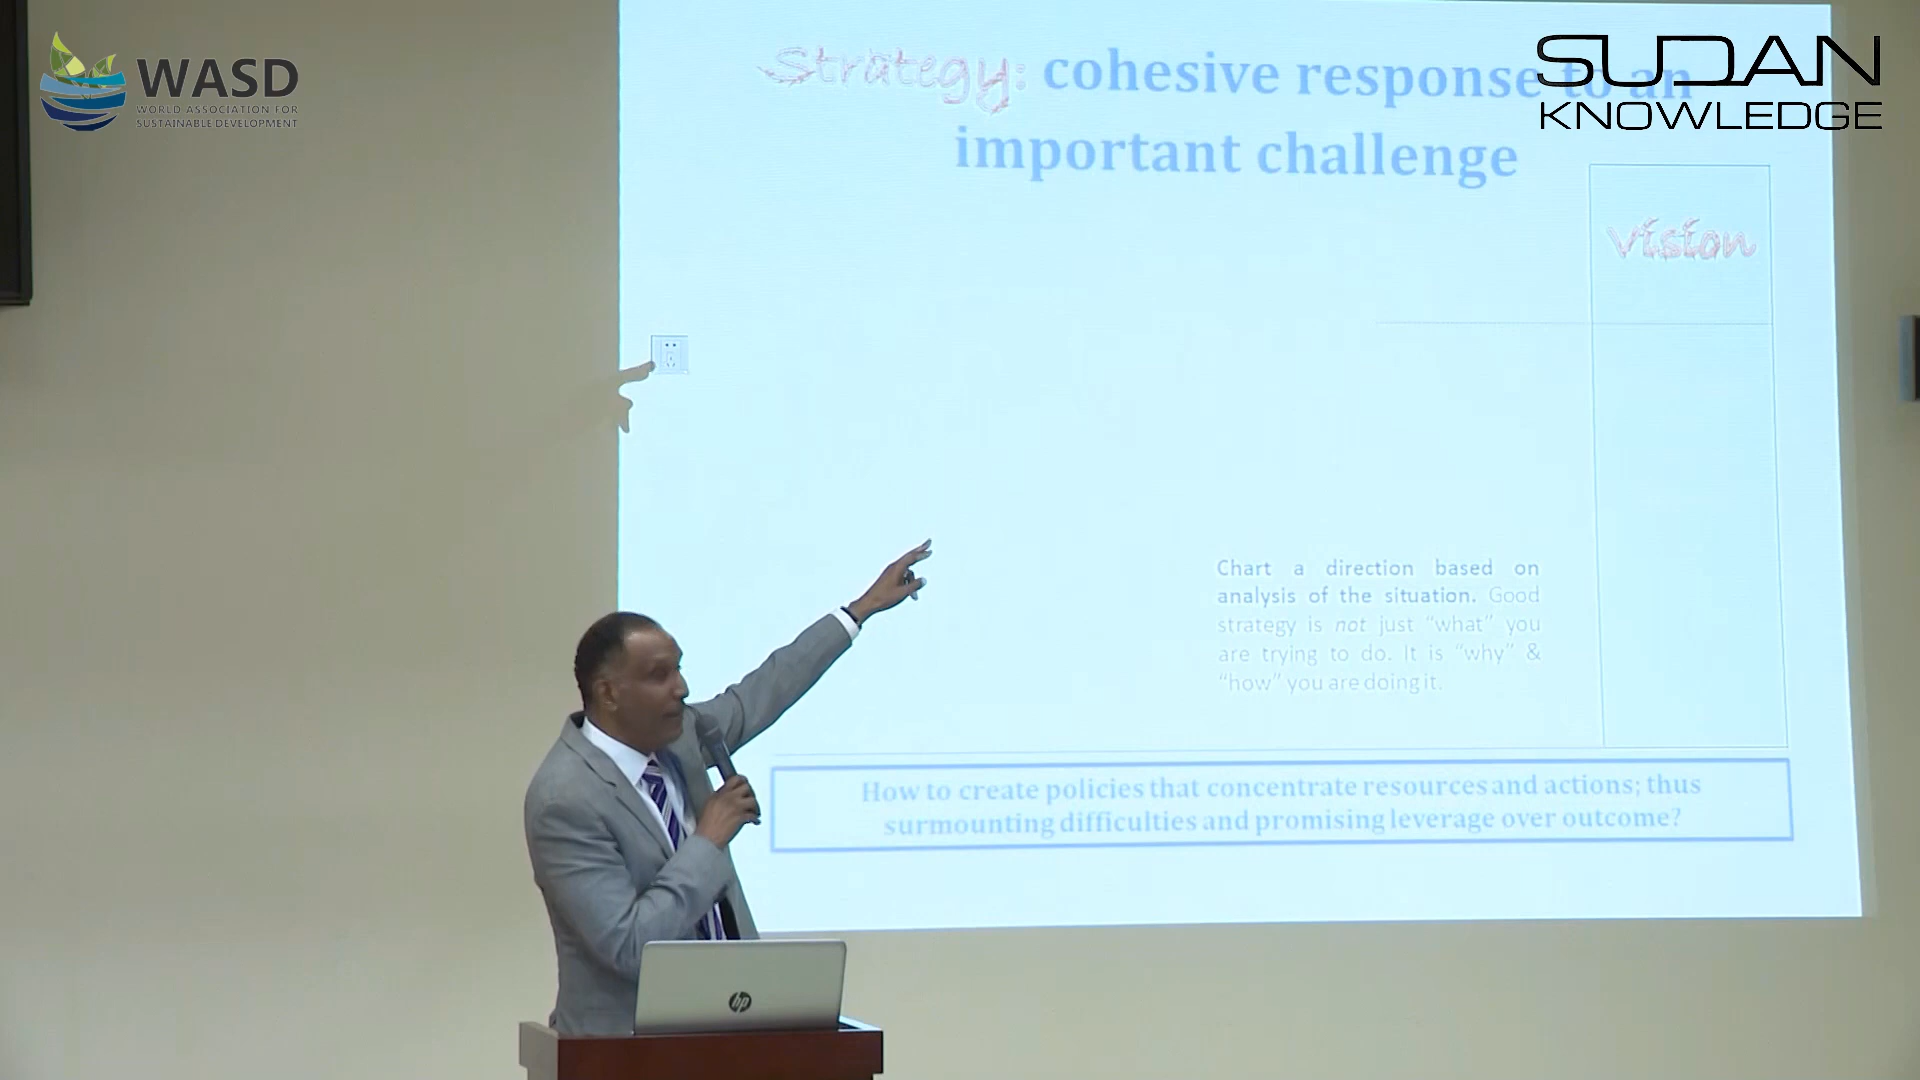 WASD
WORLD ASSOCIATION FOR
SUSTAINABLE DEVELOPMENT
SUDAN
KNOWLEDGE
Strategy: cohesive response to an
important challenge
Vision
Chart a direction based on
analysis of the situation. Good
strategy is not just “what” you
are trying to do. It is “why” &
“how” you are doing it.
How to create policies that concentrate resources and actions; thus
surmounting difficulties and promising leverage over outcome?
hp